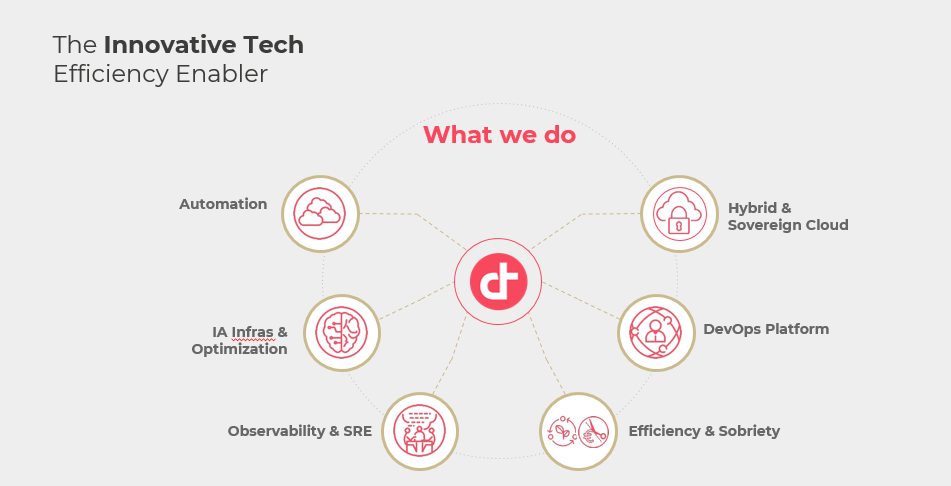 The Innovative Tech
Efficiency Enabler
What we do
Automation
Hybrid &
Sovereign Cloud
IA Infras &
Optimization
DevOps Platform
Observability & SRE
Efficiency & Sobriety
dt